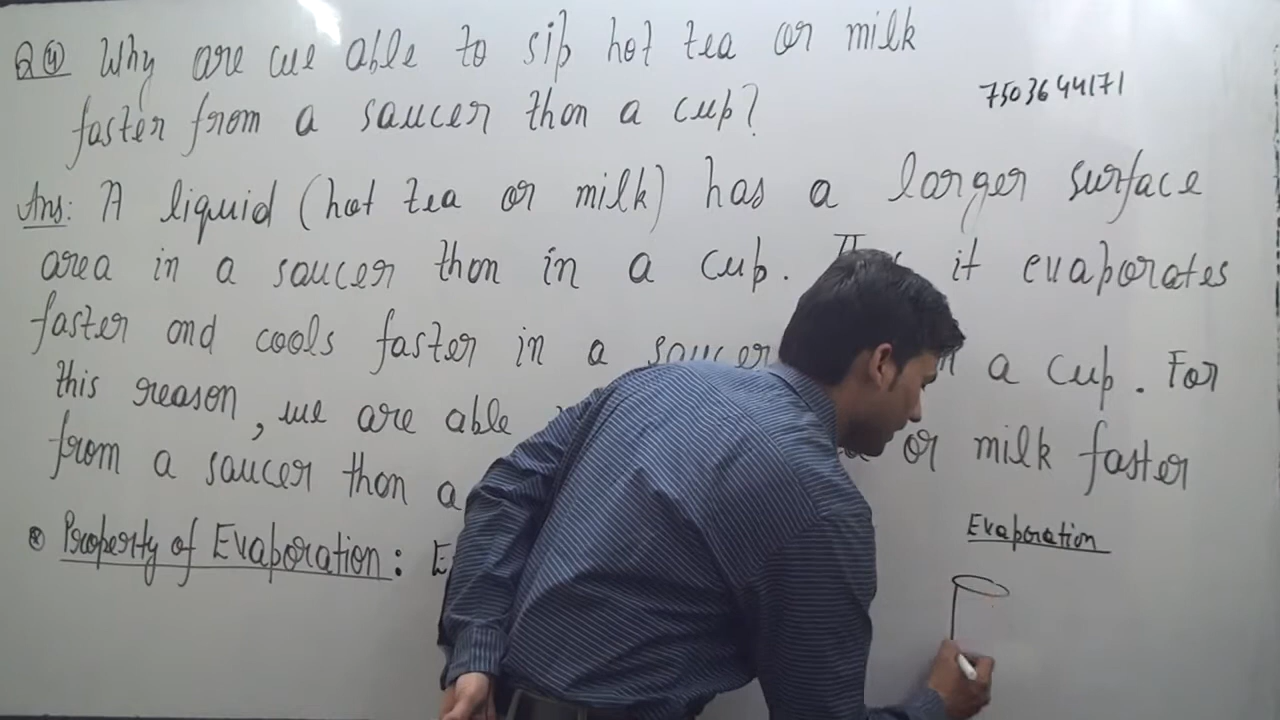 Q④ Why are we able to sip hot tea or milk
faster from a saucer than a cup?
7503644171
Ans: A liquid (hot tea or milk) has a larger surface
area in a saucer than in a cup. it evaporates
faster and cools faster in a saucer a cup. For
this reason, we are able or milk faster
from a saucer than a
Property of Evaporation:
Evaporation